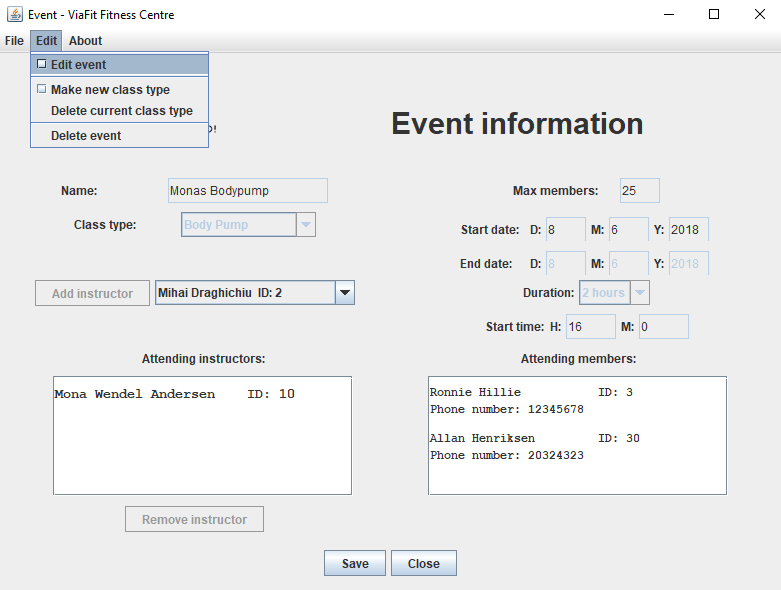 Event - ViaFit Fitness Centre
File Edit About
Edit event
Make new class type
Delete current class type
Delete event
Event information
Name: Monas Bodypump
Max members: 25
Class type: Body Pump
Start date: D: 8 M: 6 Y: 2018
End date: D: 8 M: 6 Y: 2018
Add instructor Mihai Draghichiu ID: 2
Duration: 2 hours
Start time: H: 16 M: 0
Attending instructors:
Mona Wendel Andersen ID: 10
Attending members:
Ronnie Hillie ID: 3
Phone number: 12345678
Allan Henriksen ID: 30
Phone number: 20324323
Remove instructor
Save Close